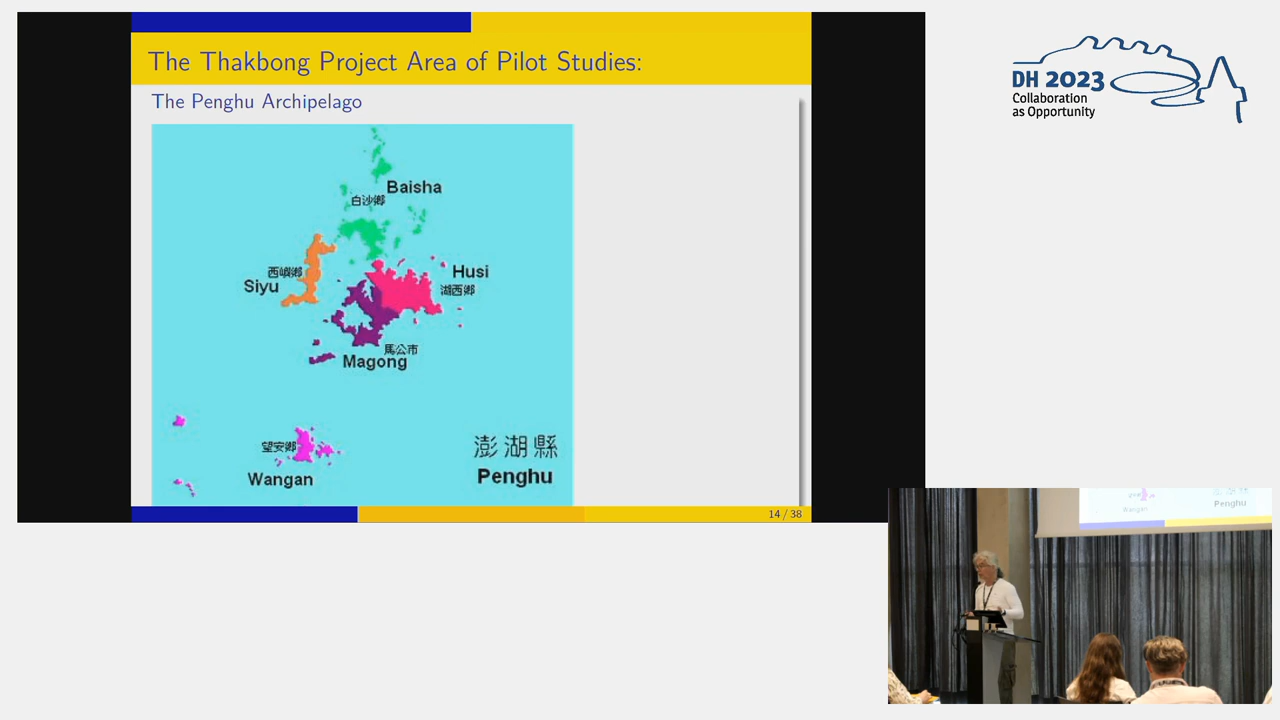 The Thakbong Project Area of Pilot Studies:
The Penghu Archipelago
Baisha
白沙鄉
西嶼鄉
Siyu
Husi
湖西鄉
馬公市
Magong
望安鄉
Wangan
澎湖縣
Penghu
14 / 38
DH 2023
Collaboration
as Opportunity
Wangan
Penghu